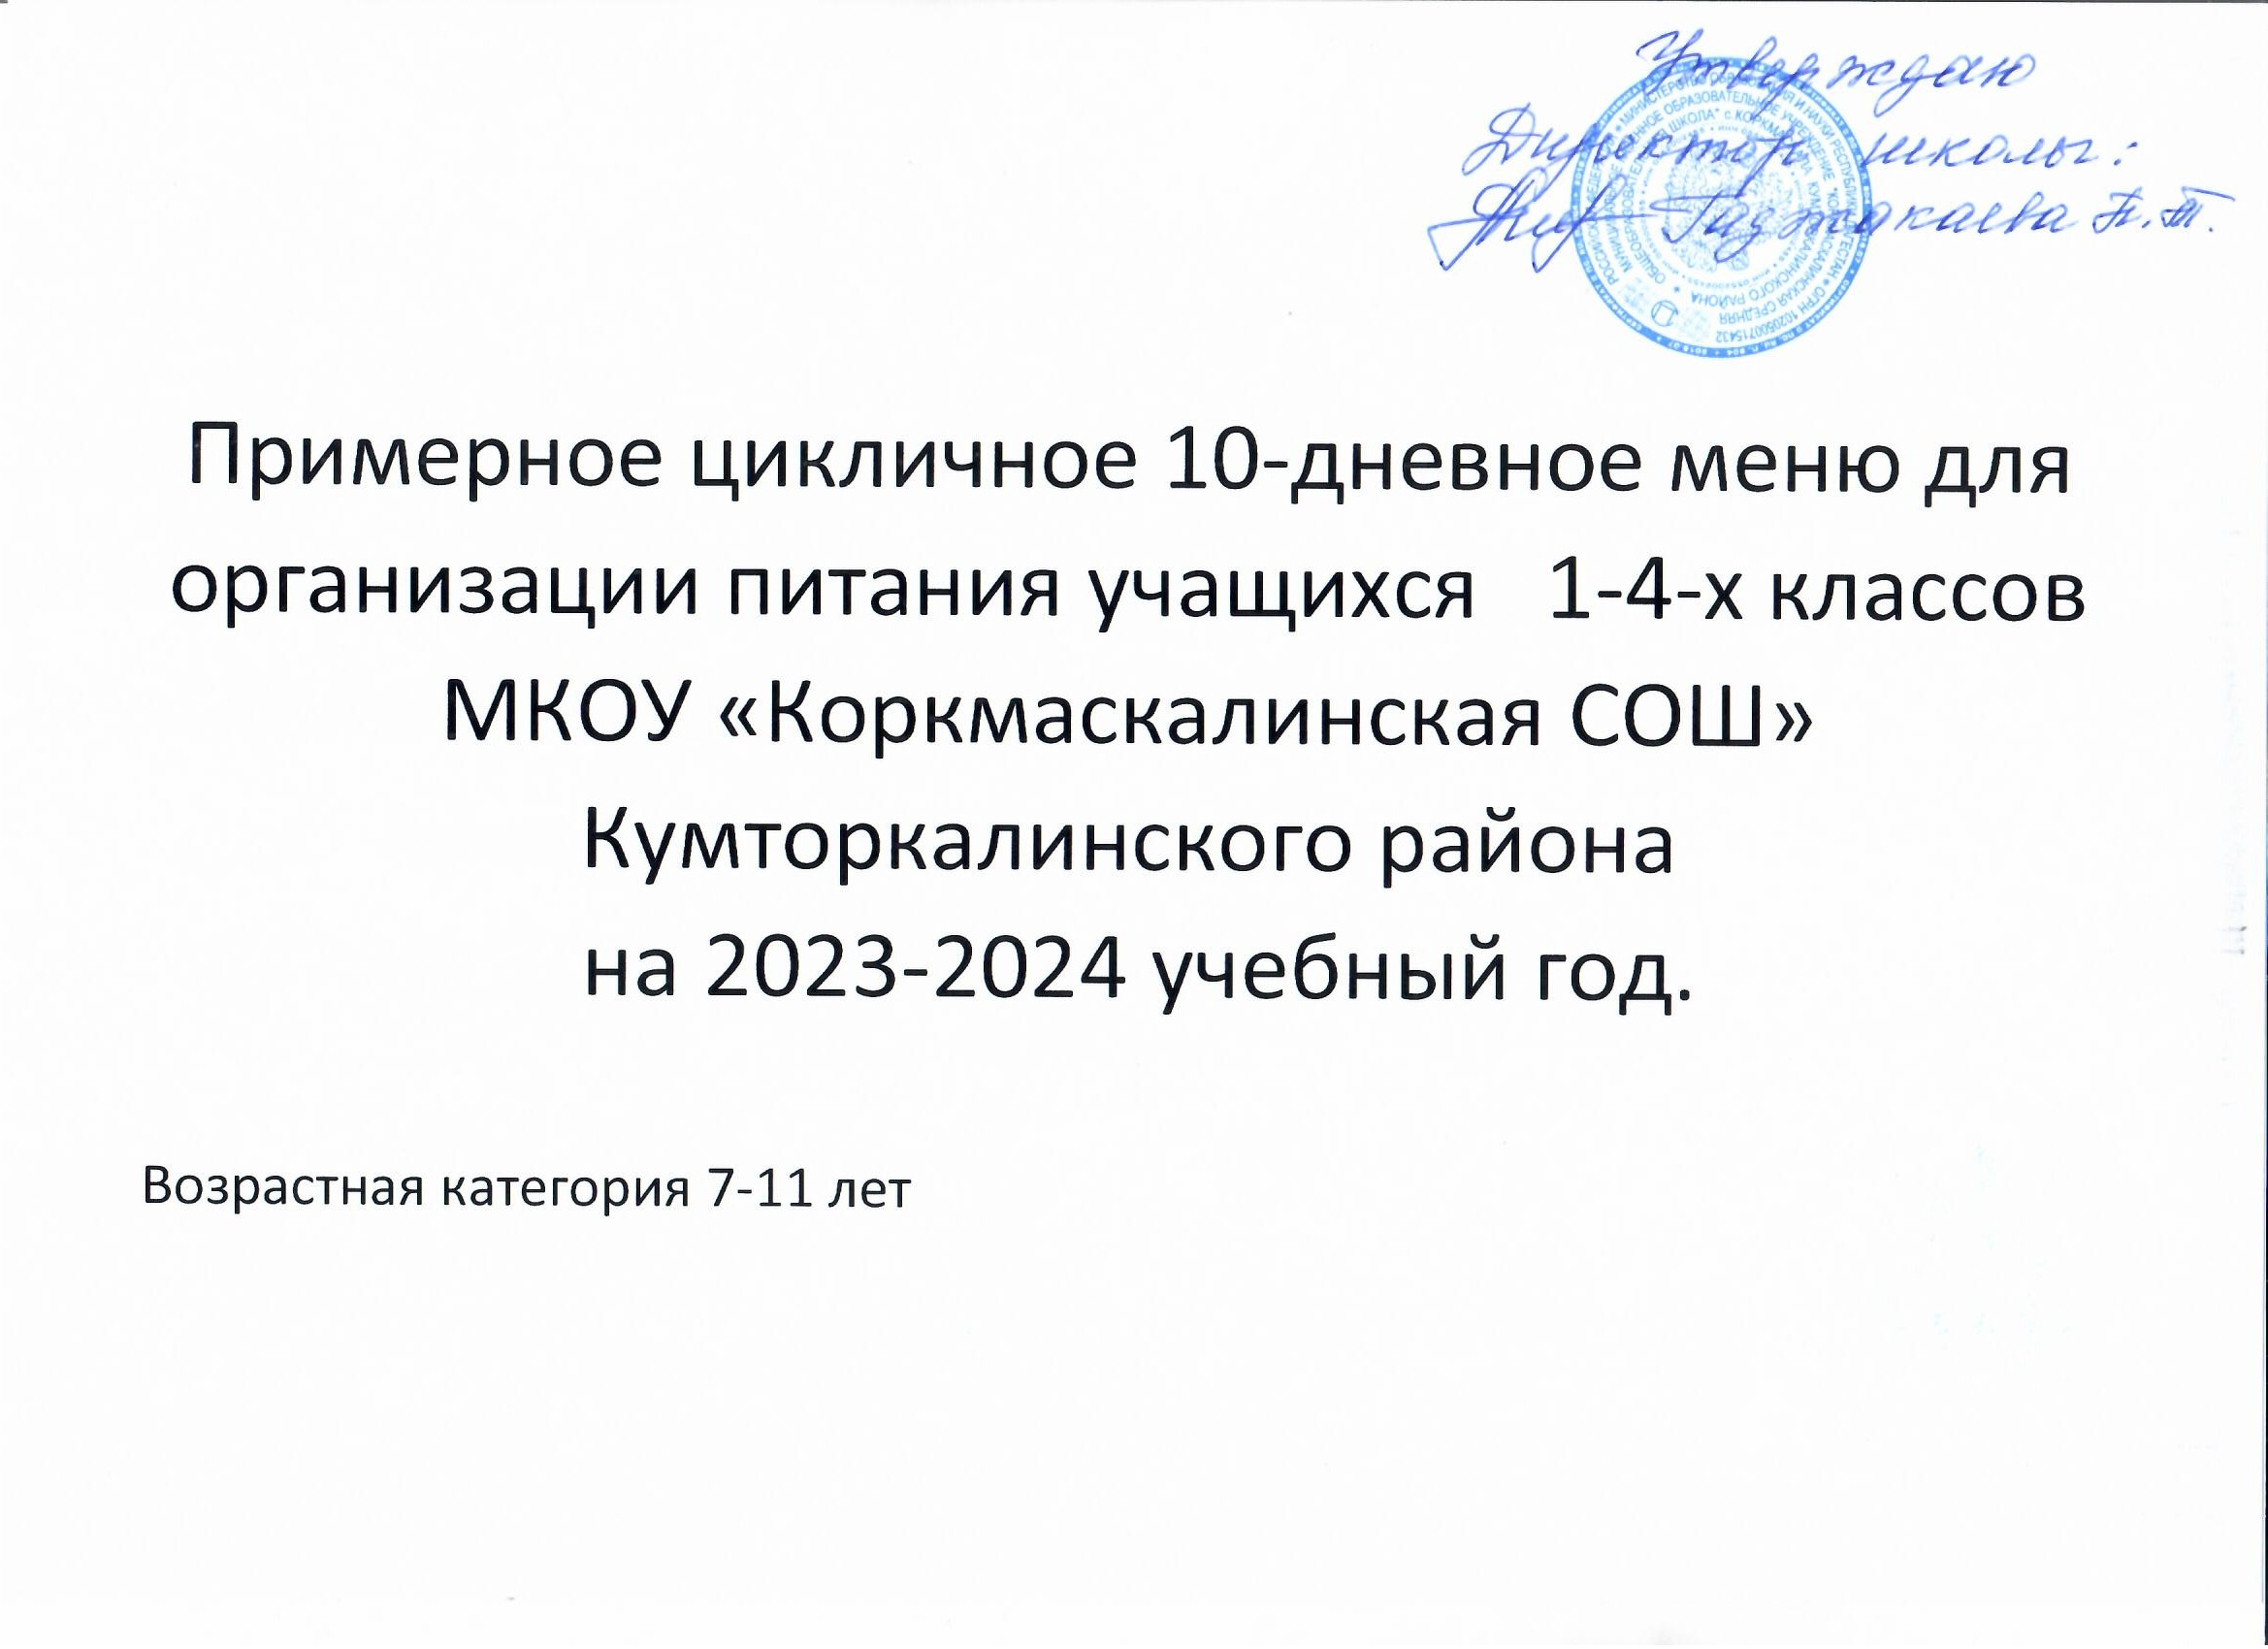 Утверждаю
Директор школы:
Примерное цикличное 10-дневное меню для
организации питания учащихся 1-4-х классов
МКОУ «Коркмаскалинская СОШ»
Кумторкалинского района
на 2023-2024 учебный год.
Возрастная категория 7-11 лет